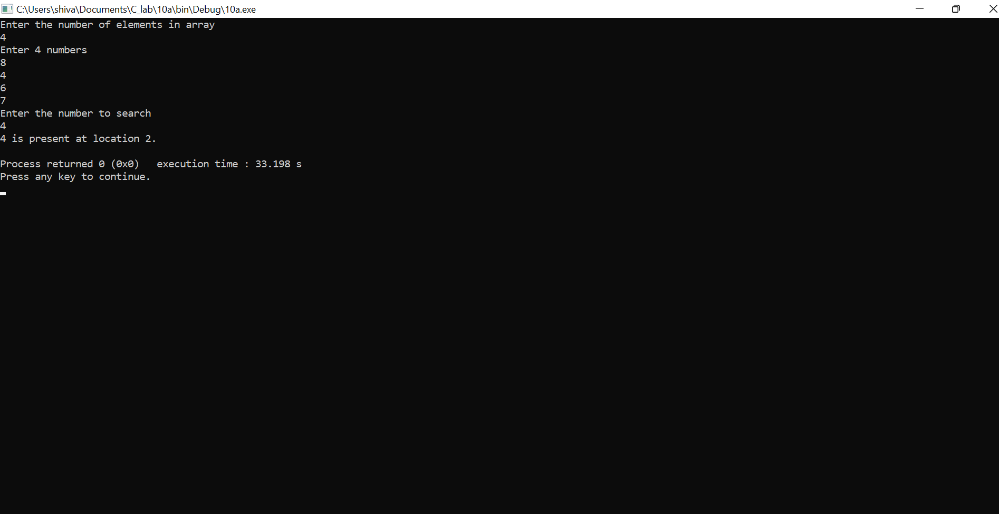 C:\Users\shiva\Documents\C_lab\10a\bin\Debug\10a.exe
Enter the number of elements in array
4
Enter 4 numbers
8
4
6
7
Enter the number to search
4
4 is present at location 2.
Process returned 0 (0x0)   execution time : 33.198 s
Press any key to continue.